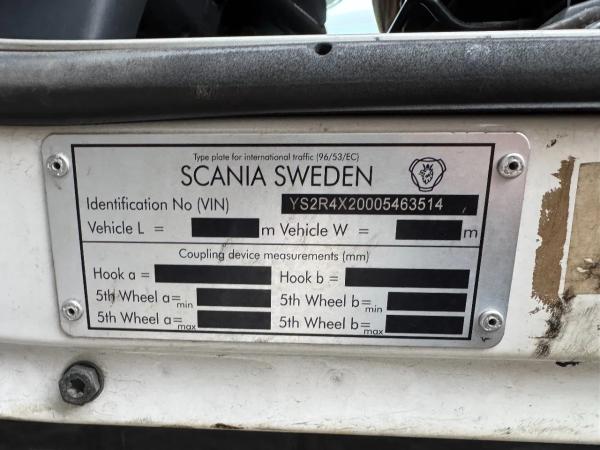 Type plate for international traffic (96/53/EC)
SCANIA SWEDEN
Identification No (VIN) YS2R4X20005463514
Vehicle L = m Vehicle W = m
Coupling device measurements (mm)
Hook a = Hook b =
5th Wheel a=min 5th Wheel b=min
5th Wheel a=max 5th Wheel b=max